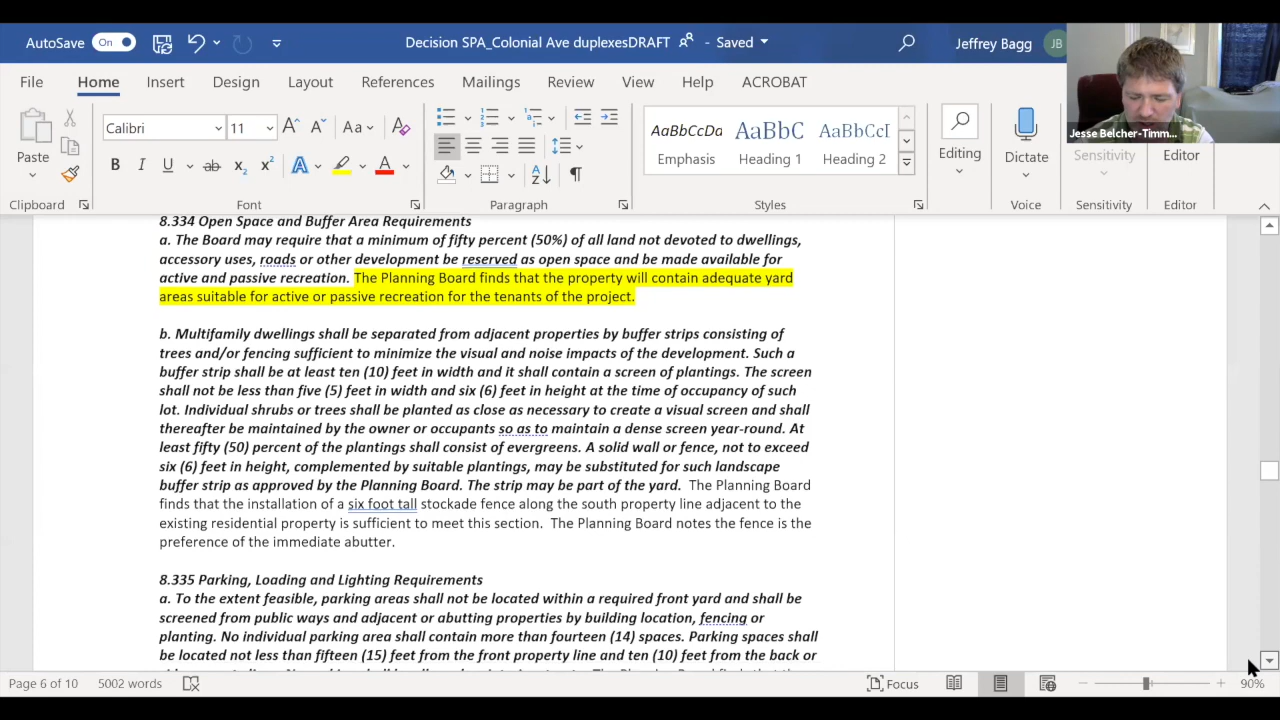 AutoSave On Decision SPA_Colonial Ave duplexesDRAFT - Saved Jeffrey Bagg JB
File Home Insert Design Layout References Mailings Review View Help ACROBAT
Jesse Belcher-Timm...
Paste Calibri 11 Aa AaBbCcDd AaBbC AaBbCcI
Emphasis Heading 1 Heading 2 Editing Dictate Sensitivity Editor
Clipboard Font Paragraph Styles Voice Sensitivity Editor
8.334 Open Space and Buffer Area Requirements
a. The Board may require that a minimum of fifty percent (50%) of all land not devoted to dwellings,
accessory uses, roads or other development be reserved as open space and be made available for
active and passive recreation. The Planning Board finds that the property will contain adequate yard
areas suitable for active or passive recreation for the tenants of the project.
b. Multifamily dwellings shall be separated from adjacent properties by buffer strips consisting of
trees and/or fencing sufficient to minimize the visual and noise impacts of the development. Such a
buffer strip shall be at least ten (10) feet in width and it shall contain a screen of plantings. The screen
shall not be less than five (5) feet in width and six (6) feet in height at the time of occupancy of such
lot. Individual shrubs or trees shall be planted as close as necessary to create a visual screen and shall
thereafter be maintained by the owner or occupants so as to maintain a dense screen year-round. At
least fifty (50) percent of the plantings shall consist of evergreens. A solid wall or fence, not to exceed
six (6) feet in height, complemented by suitable plantings, may be substituted for such landscape
buffer strip as approved by the Planning Board. The strip may be part of the yard. The Planning Board
finds that the installation of a six foot tall stockade fence along the south property line adjacent to the
existing residential property is sufficient to meet this section. The Planning Board notes the fence is the
preference of the immediate abutter.
8.335 Parking, Loading and Lighting Requirements
a. To the extent feasible, parking areas shall not be located within a required front yard and shall be
screened from public ways and adjacent or abutting properties by building location, fencing or
planting. No individual parking area shall contain more than fourteen (14) spaces. Parking spaces shall
be located not less than fifteen (15) feet from the front property line and ten (10) feet from the back or
Page 6 of 10 5002 words Focus 90%